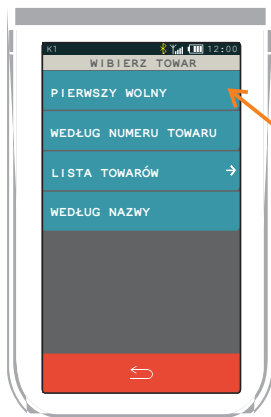 K1 12:00
WIBIERZ TOWAR
PIERWSZY WOLNY
WEDŁUG NUMERU TOWARU
LISTA TOWARÓW
WEDŁUG NAZWY